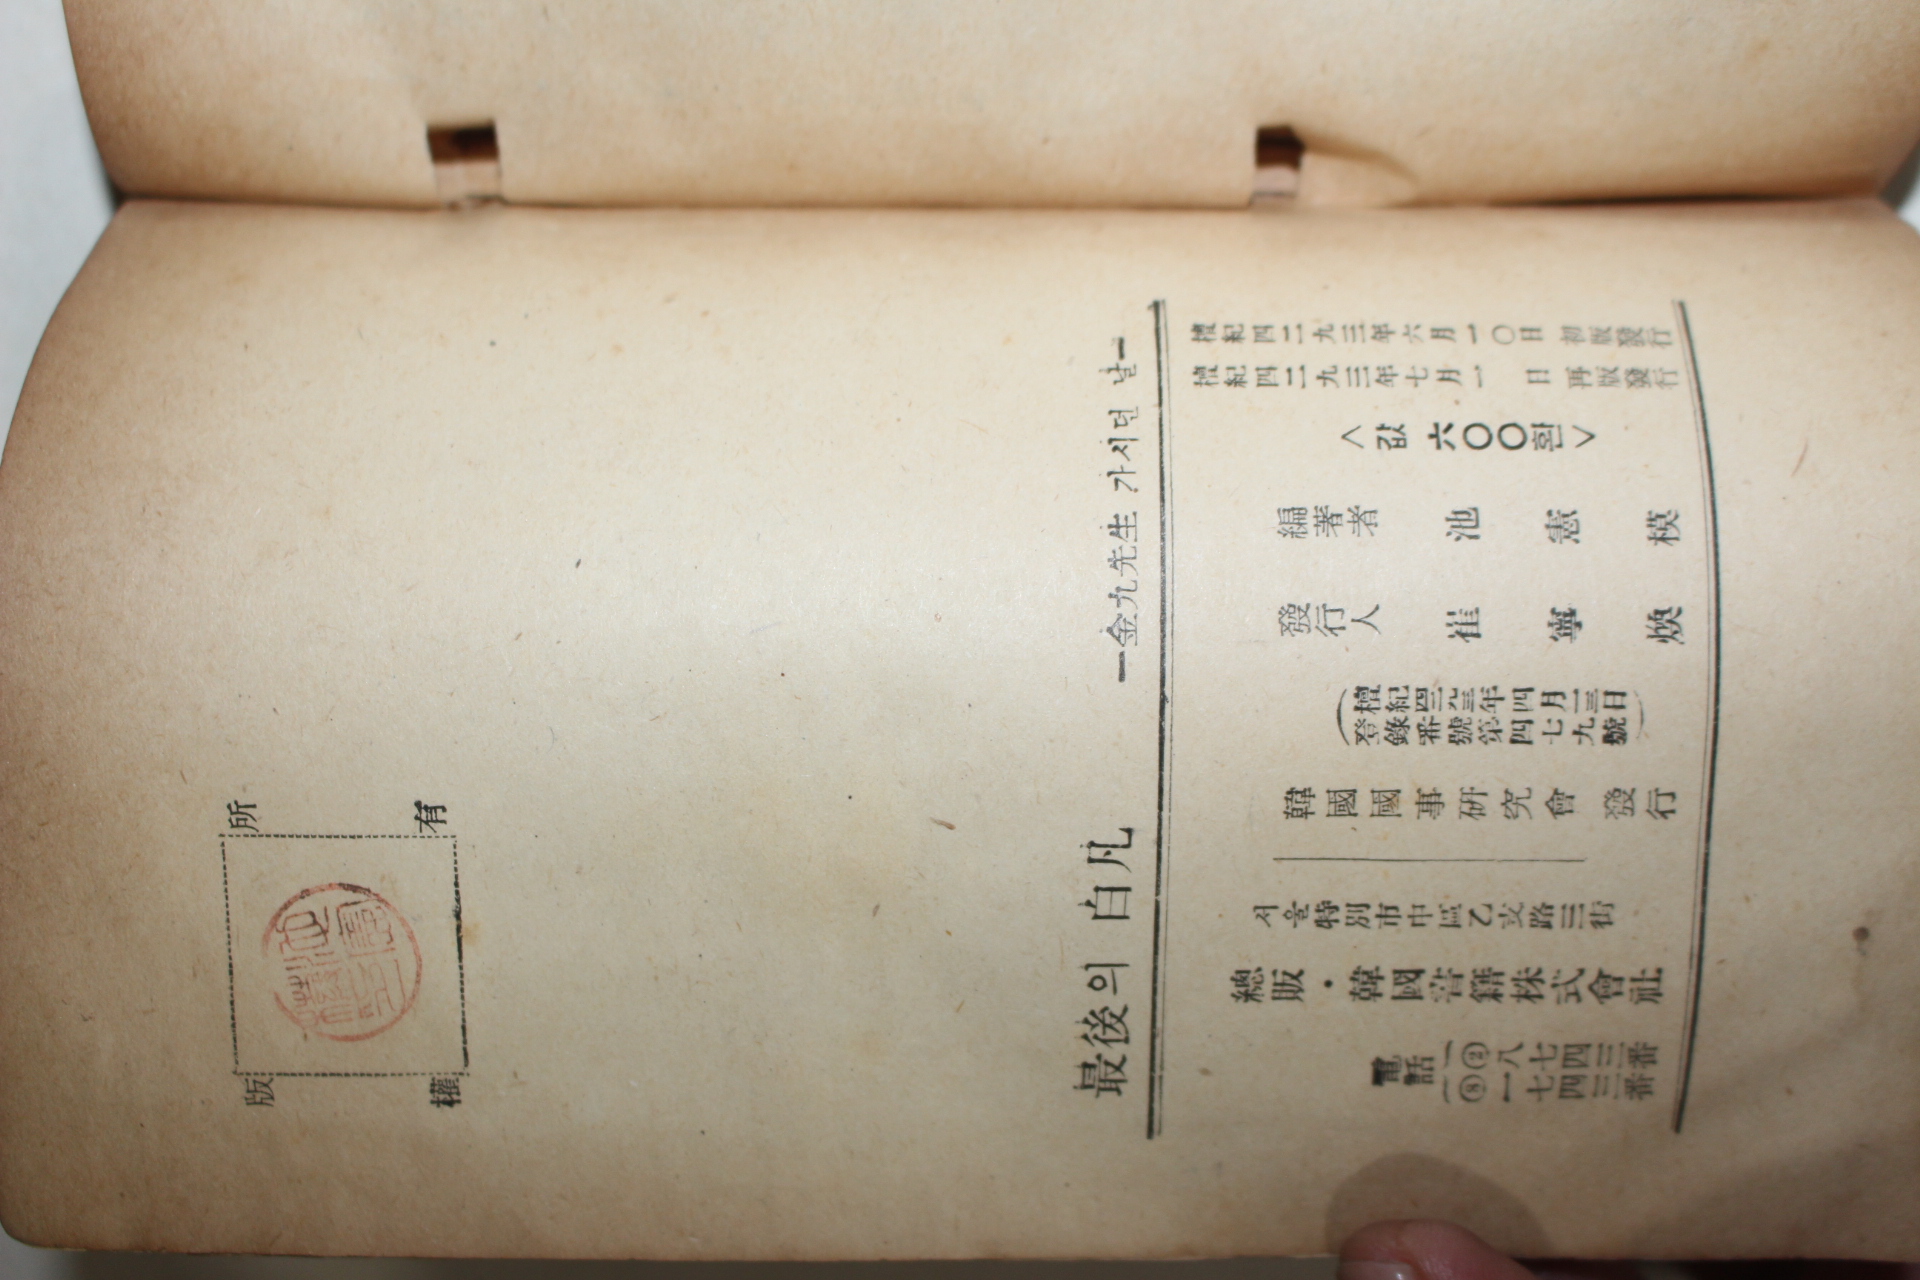 版權所有
最後의 白凡
—金九先生 가시던 날—
檀紀四二九三年六月一〇日 初版發行
檀紀四二九三年七月一日 再版發行
<값 六〇〇환>
編著者 池憲模
發行人 崔寧煥
(檀紀四二九三年四月一三日
登錄番號第四七九號)
韓國國事研究會 發行
서울特別市中區乙支路三街
總販・韓國書籍株式會社
電話
(②八七四三番
⑧一七四三番